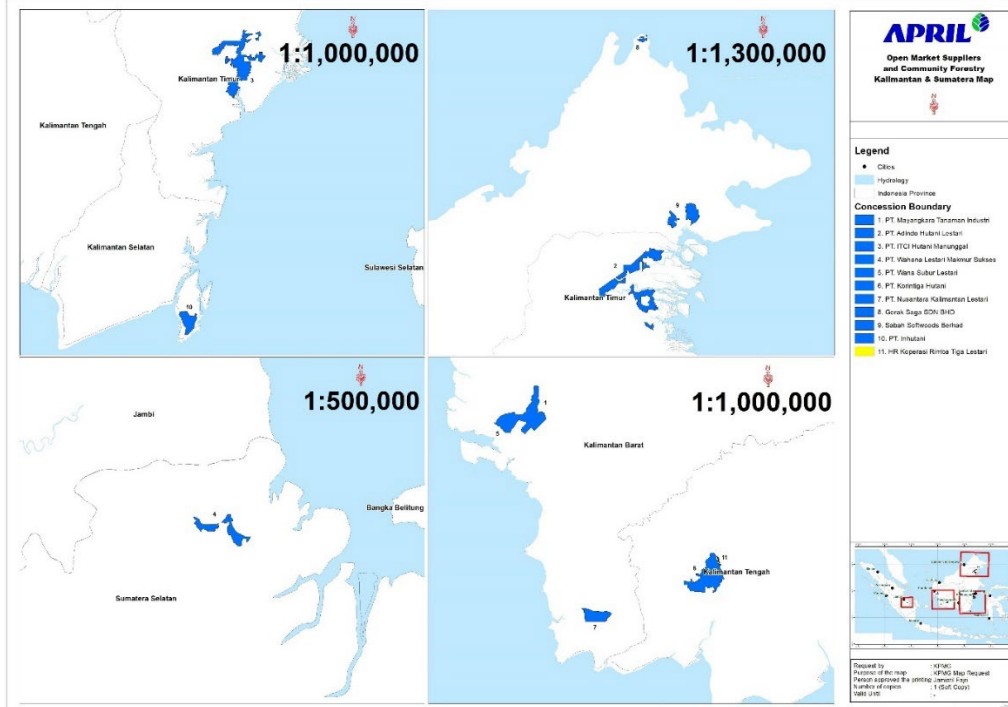 1:1,000,000
Kalimantan Timur
3
Kalimantan Tengah
Kalimantan Selatan
Sulawesi Selatan
10
1:1,300,000
8
9
2
Kalimantan Timur
1:500,000
Jambi
4
Bangka Belitung
Sumatera Selatan
1:1,000,000
1
5
Kalimantan Barat
11
6
Kalimantan Tengah
7
APRIL
Open Market Suppliers
and Community Forestry
Kalimantan & Sumatera Map
Legend
Cities
Hydrology
Indonesia Province
Concession Boundary
1. PT. Mayangkara Tanaman Industri
2. PT. Adindo Hutani Lestari
3. PT. ITCI Hutani Manunggal
4. PT. Wahana Lestari Makmur Sukses
5. PT. Wana Subur Lestari
6. PT. Korintiga Hutani
7. PT. Nusantara Kalimantan Lestari
8. Gerak Saga SDN BHD
9. Sabah Softwoods Berhad
10. PT. Inhutani
11. HR Koperasi Rimba Tiga Lestari
Request by : KPMG
Purpose of the map : KPMG Map Request
Person approved the printing :
Number of copies : 1 (Soft Copy)
Valid Until : -